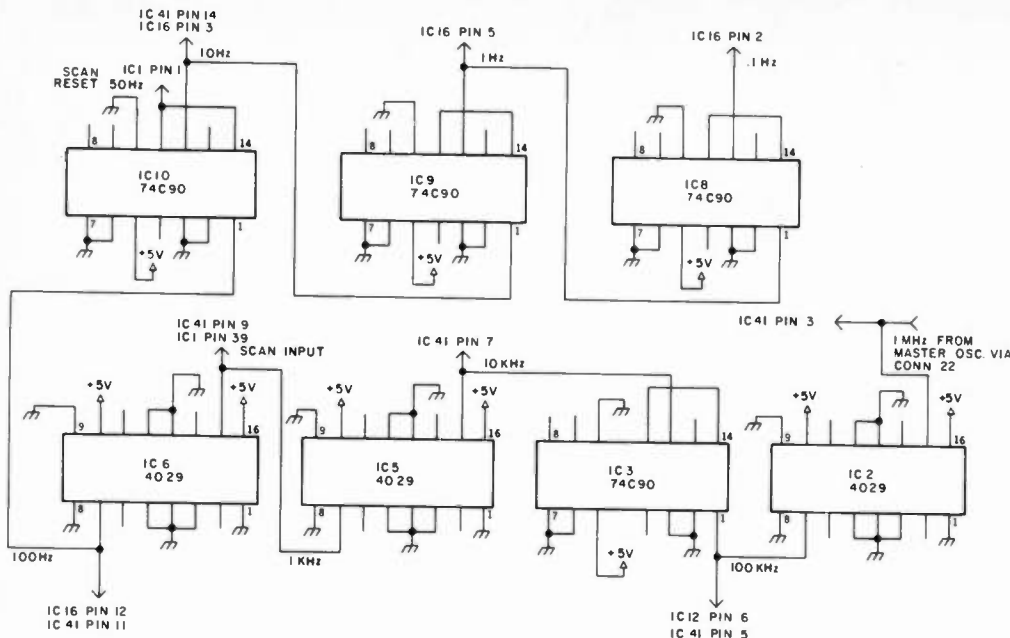 IC41 PIN 14
IC16 PIN 3
10Hz
SCAN
RESET
IC1 PIN 1
50Hz
8
14
IC10
74C90
7
1
+5V
IC16 PIN 5
1Hz
8
14
IC9
74C90
7
1
+5V
IC16 PIN 2
.1Hz
8
14
IC8
74C90
7
1
+5V
IC41 PIN 9
IC1 PIN 39
SCAN INPUT
+5V
+5V
9
16
IC6
4029
8
1
100Hz
IC16 PIN 12
IC41 PIN 11
IC41 PIN 7
10KHz
+5V
+5V
9
16
IC5
4029
8
1
1KHz
8
14
IC3
74C90
7
1
+5V
IC41 PIN 3
1MHz FROM
MASTER OSC. VIA
CONN 22
+5V
+5V
9
16
IC2
4029
8
1
100KHz
IC12 PIN 6
IC41 PIN 5